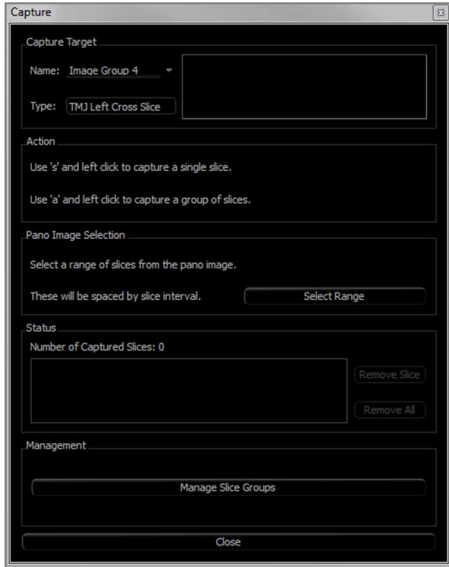 Capture
Capture Target
Name: Image Group 4
Type: TMJ Left Cross Slice
Action
Use 's' and left click to capture a single slice.
Use 'a' and left click to capture a group of slices.
Pano Image Selection
Select a range of slices from the pano image.
These will be spaced by slice interval. Select Range
Status
Number of Captured Slices: 0
Remove Slice
Remove All
Management
Manage Slice Groups
Close